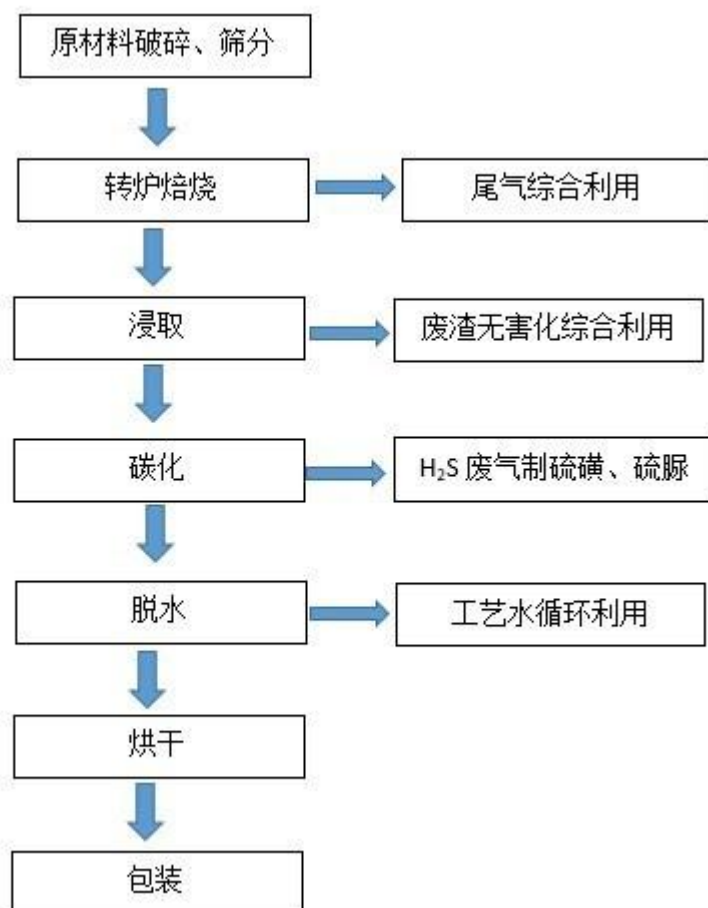 原材料破碎、筛分
转炉焙烧
尾气综合利用
浸取
废渣无害化综合利用
碳化
H₂S 废气制硫磺、硫脲
脱水
工艺水循环利用
烘干
包装